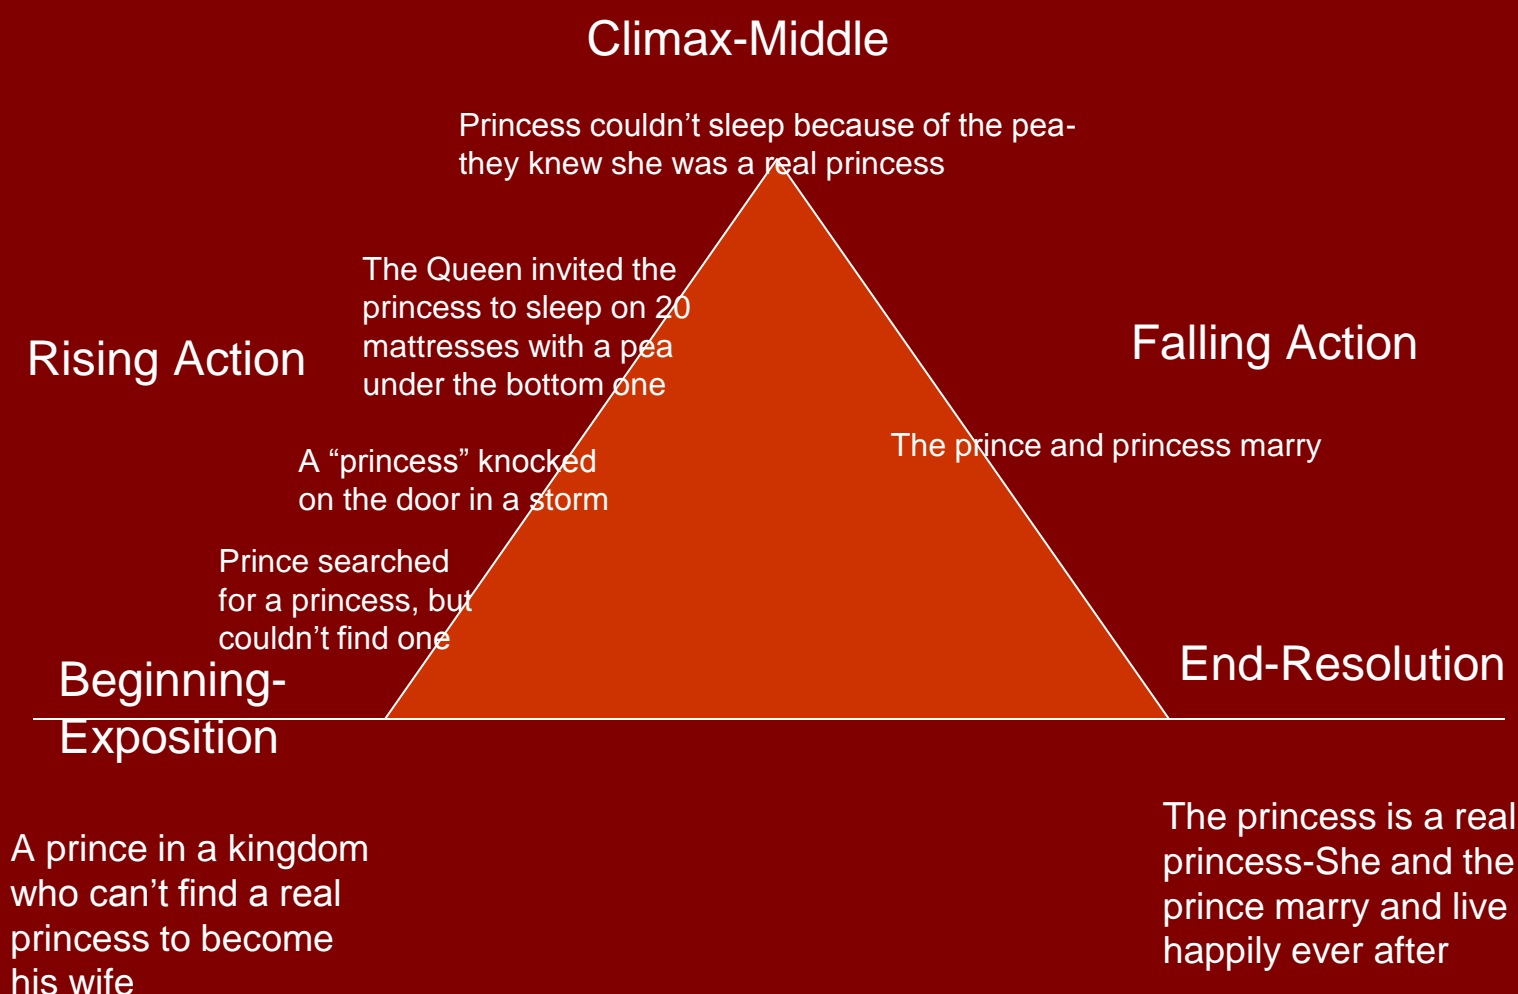 Climax-Middle
Princess couldn’t sleep because of the pea-
they knew she was a real princess
The Queen invited the
princess to sleep on 20
mattresses with a pea
under the bottom one
Rising Action
Falling Action
A “princess” knocked
on the door in a storm
The prince and princess marry
Prince searched
for a princess, but
couldn’t find one
Beginning-
Exposition
End-Resolution
A prince in a kingdom
who can’t find a real
princess to become
his wife
The princess is a real
princess-She and the
prince marry and live
happily ever after